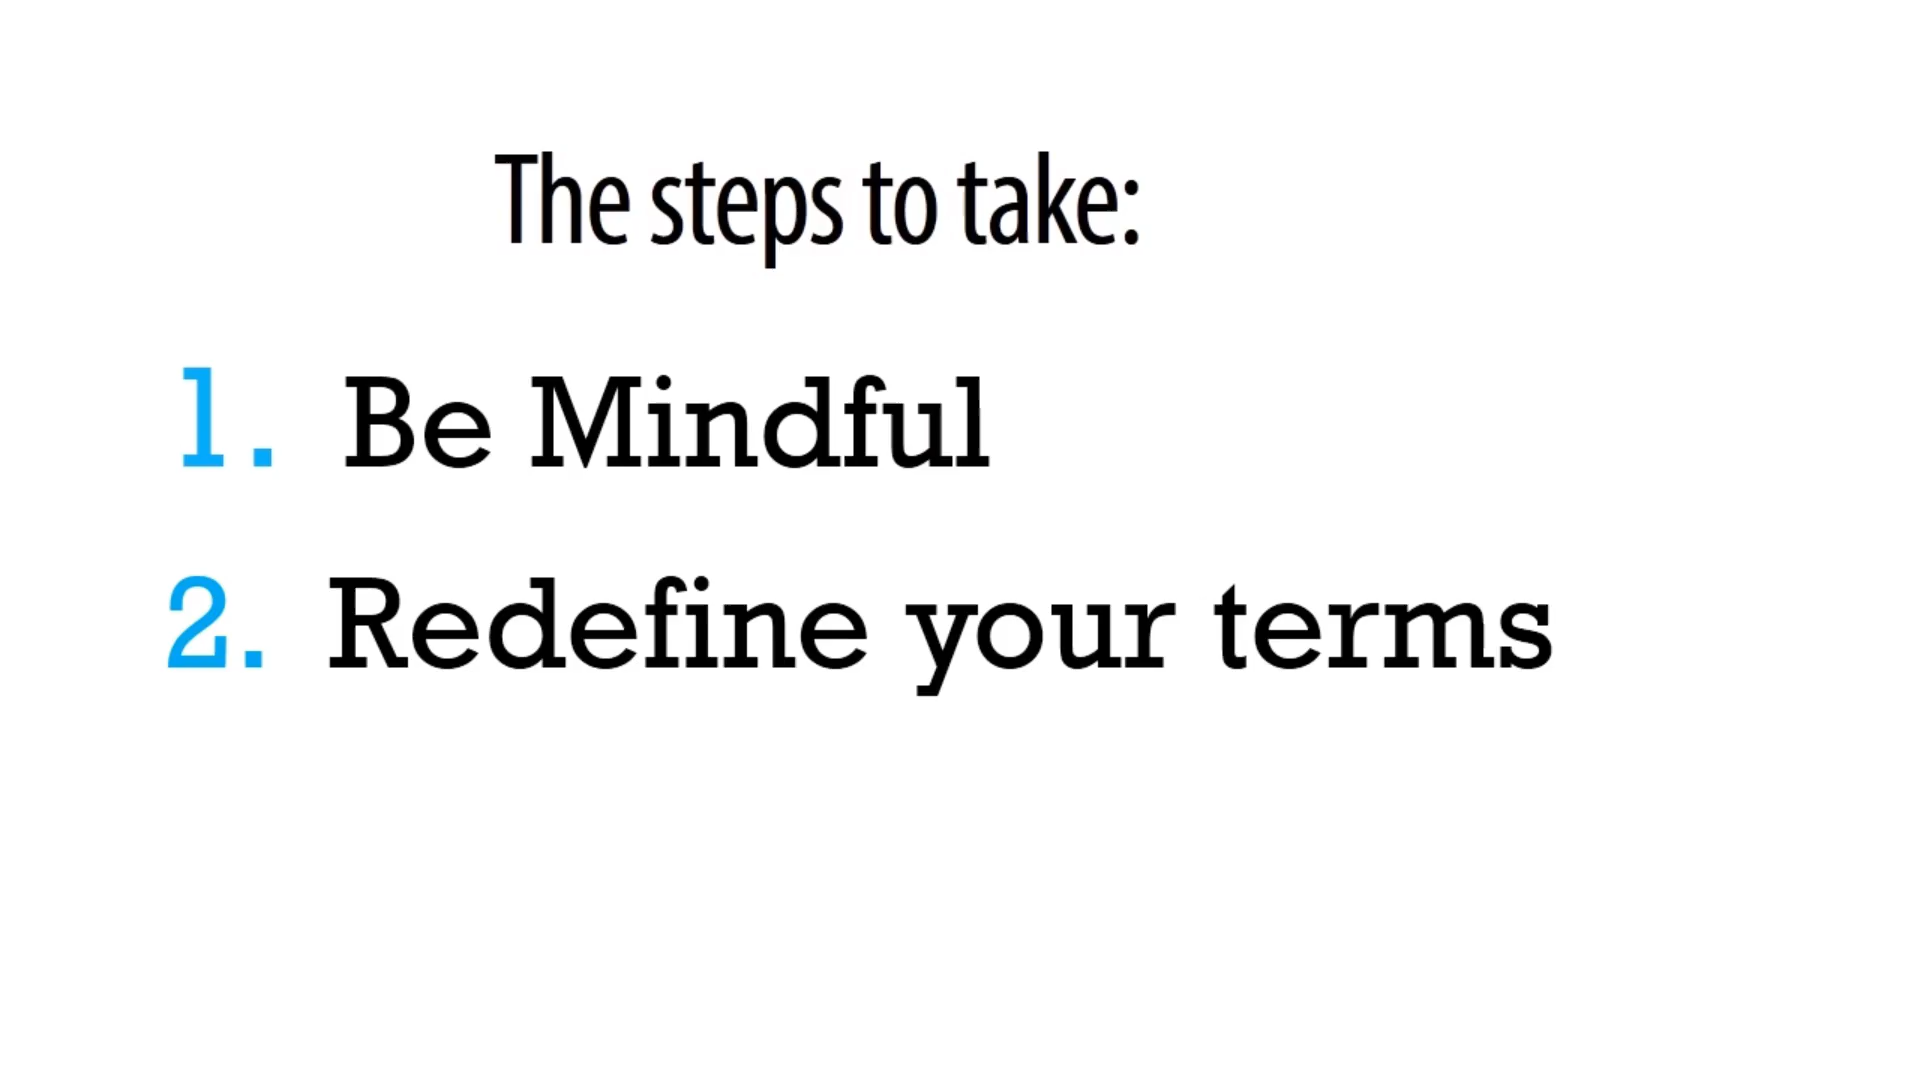 The steps to take:
1. Be Mindful
2. Redefine your terms